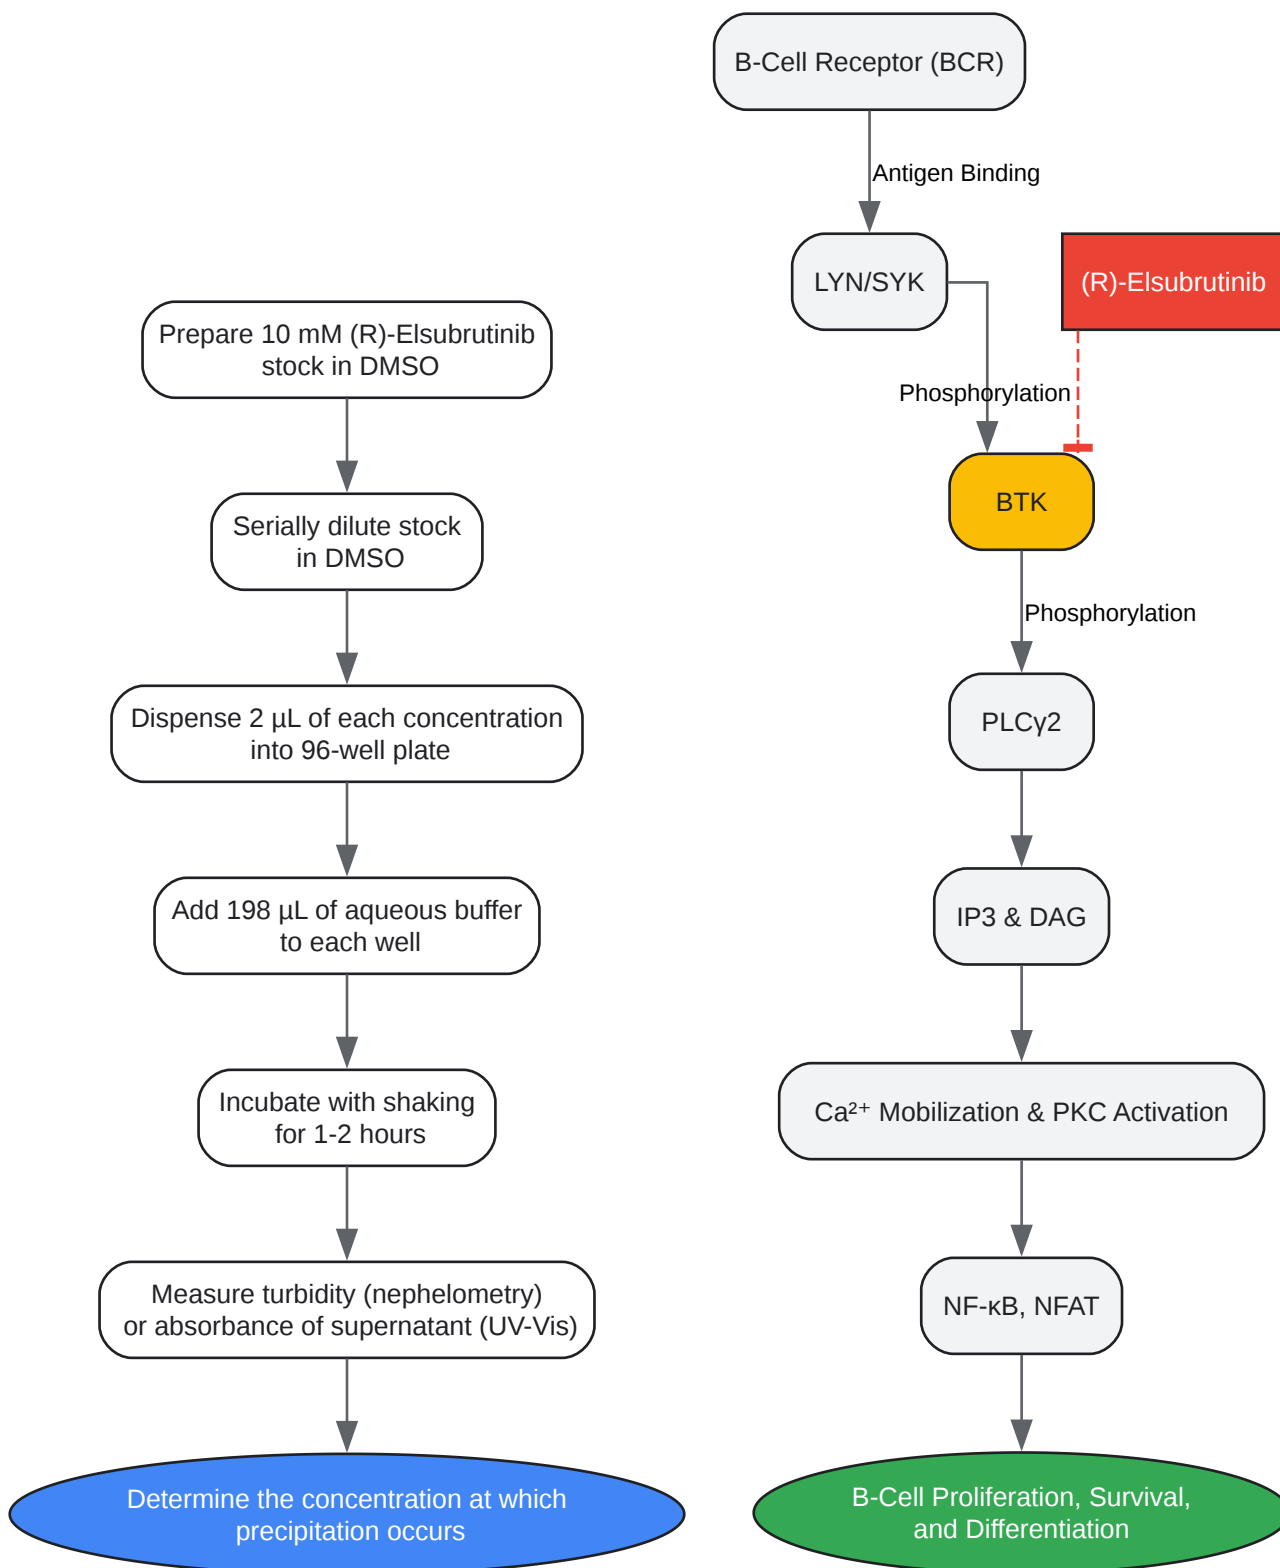 Prepare 10 mM (R)-Elsubrutinib
stock in DMSO
Serially dilute stock
in DMSO
Dispense 2 µL of each concentration
into 96-well plate
Add 198 µL of aqueous buffer
to each well
Incubate with shaking
for 1-2 hours
Measure turbidity (nephelometry)
or absorbance of supernatant (UV-Vis)
Determine the concentration at which
precipitation occurs
B-Cell Receptor (BCR)
Antigen Binding
LYN/SYK
(R)-Elsubrutinib
Phosphorylation
BTK
Phosphorylation
PLCγ2
IP3 & DAG
Ca²⁺ Mobilization & PKC Activation
NF-κB, NFAT
B-Cell Proliferation, Survival,
and Differentiation